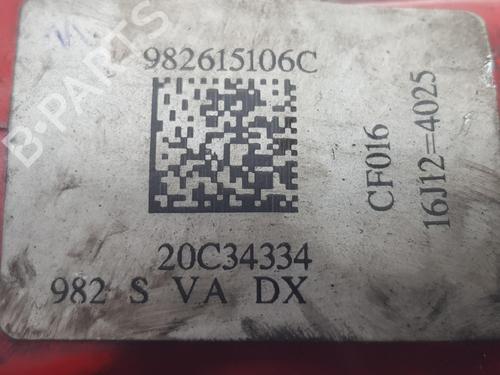 982615106C
20C34334
982 S VA DX
CF016
16J12=4025
B-PARTS